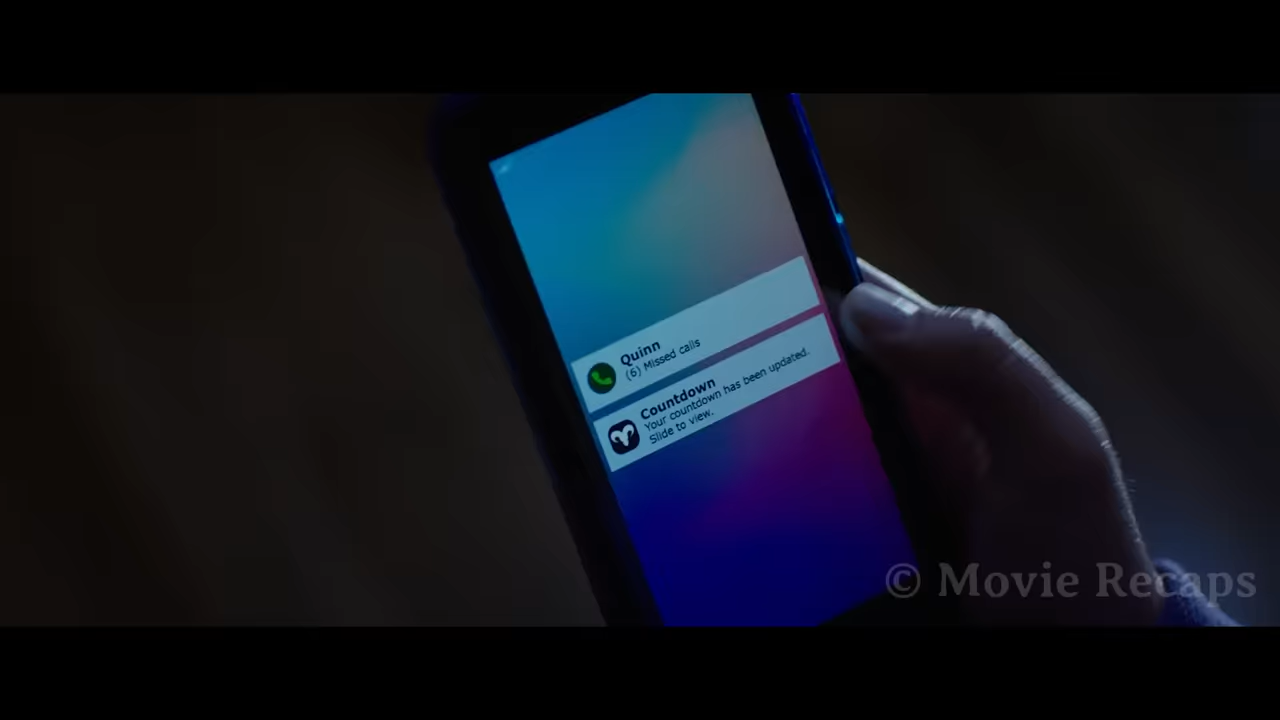 Quinn
(6) Missed calls
Countdown
Your countdown has been updated.
Slide to view.
© Movie Recaps